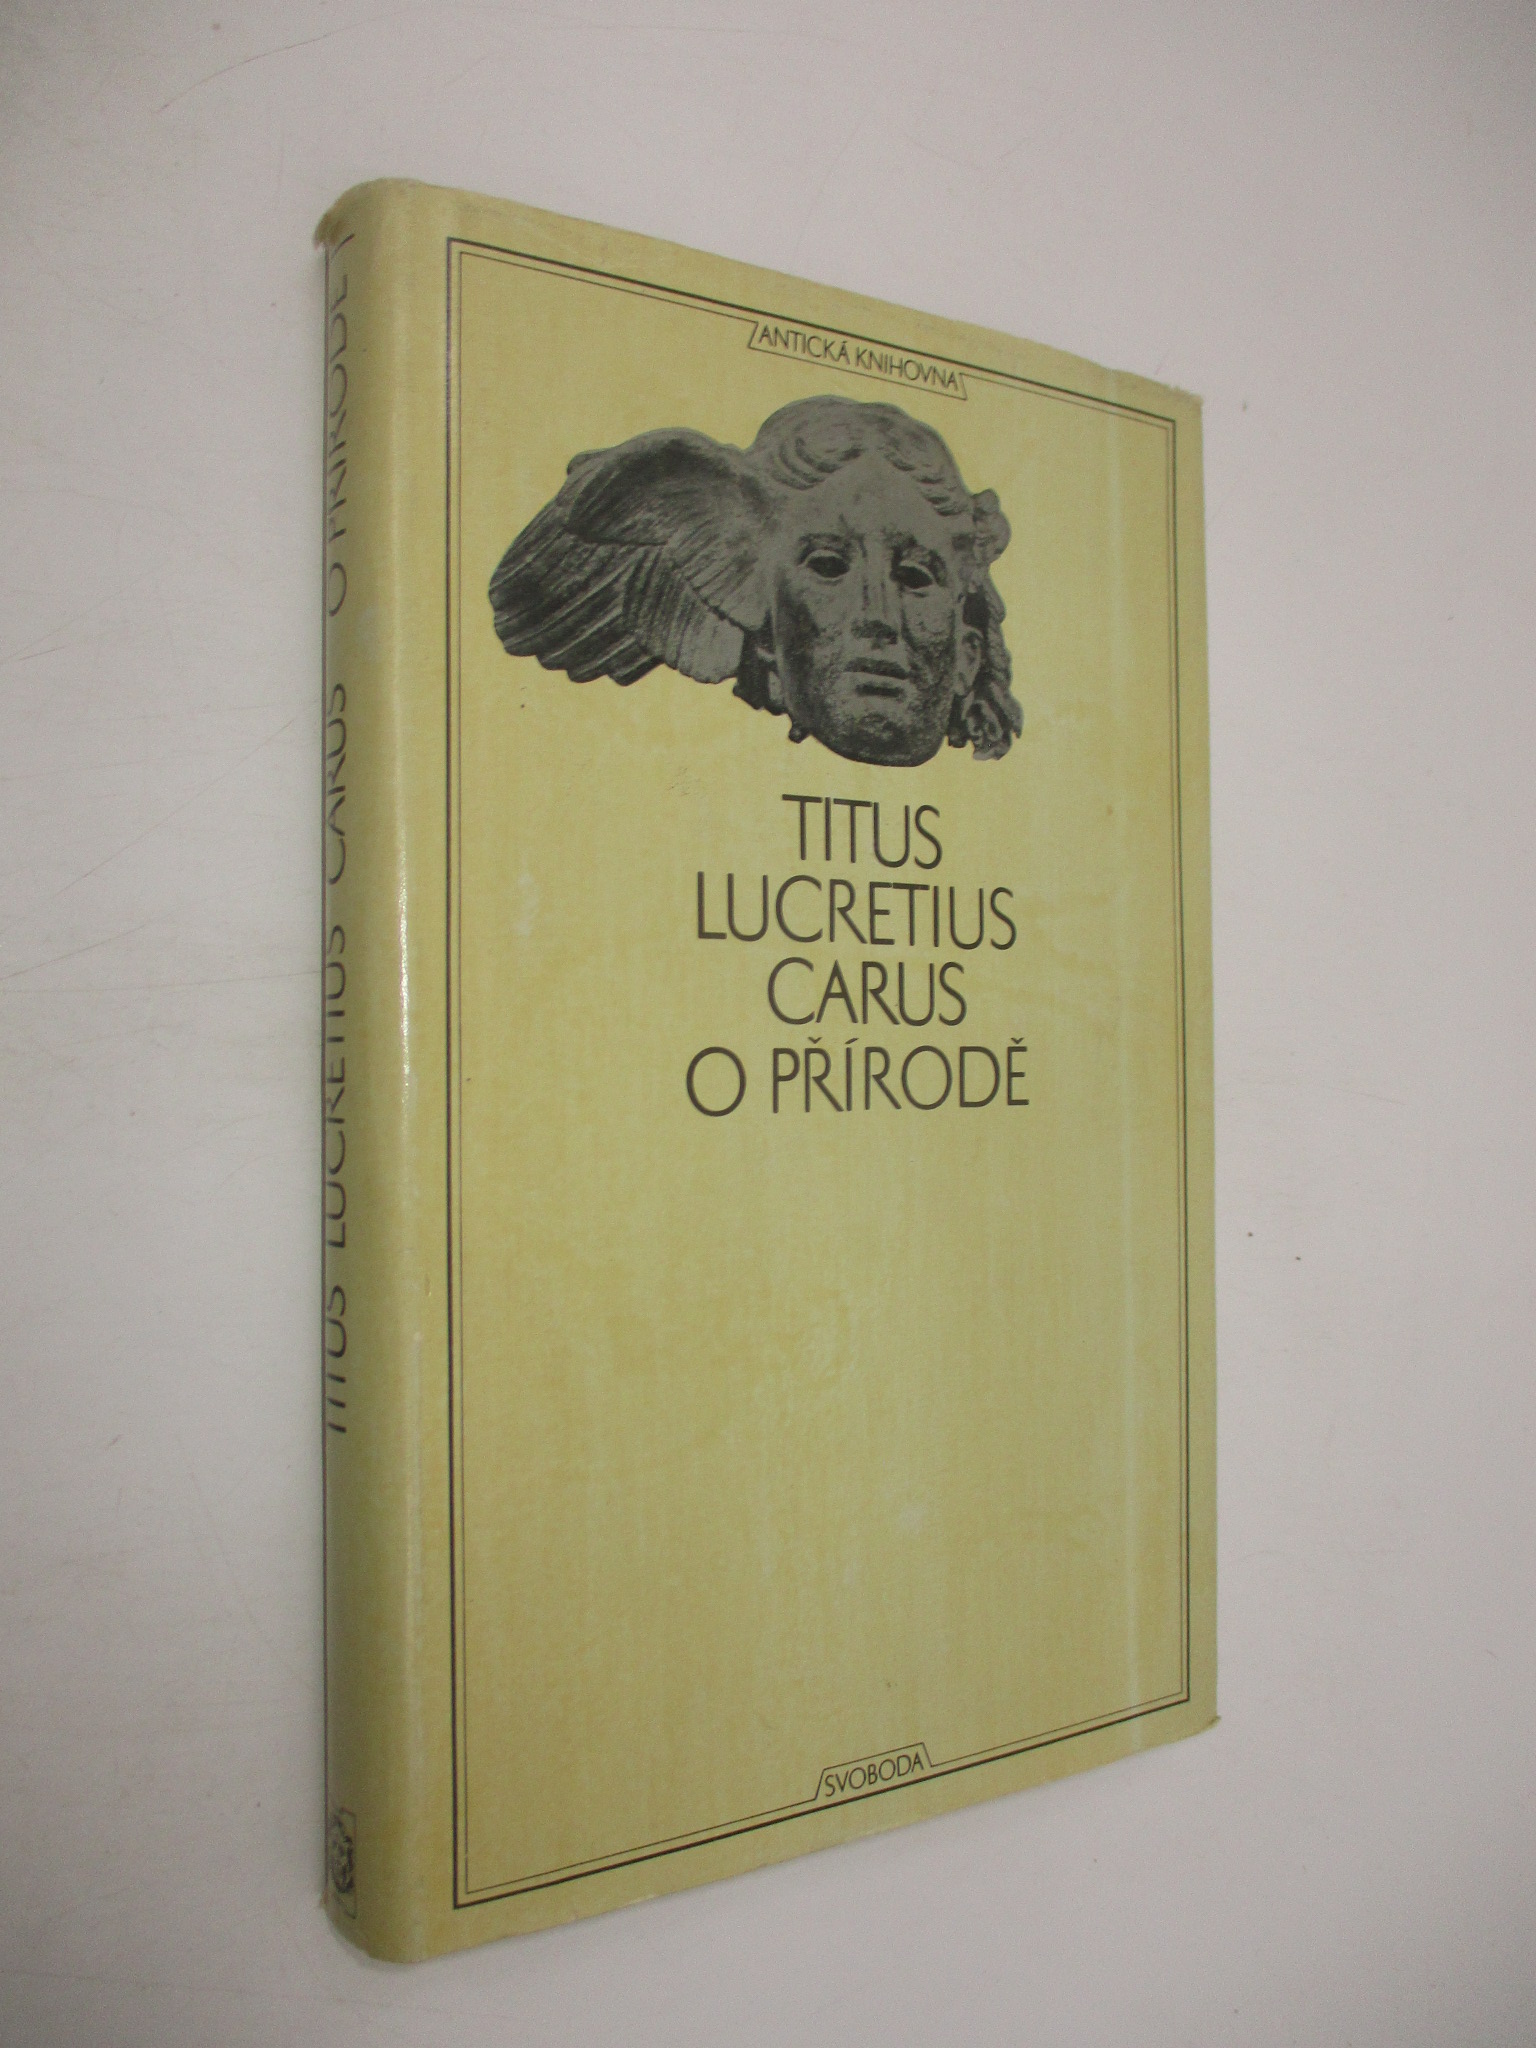 ANTICKÁ KNIHOVNA
TITUS
LUCRETIUS
CARUS
O PŘÍRODĚ
SVOBODA
TITUS LUCRETIUS CARUS O PŘÍRODĚ